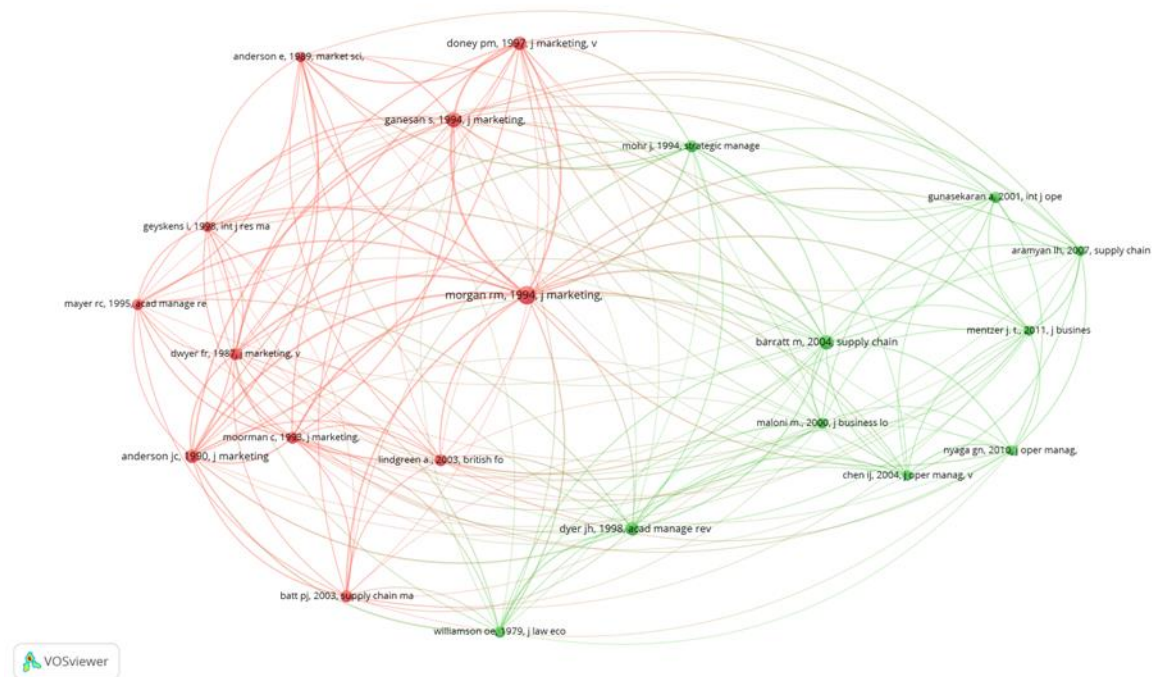 doney pm, 1997, j marketing, v
anderson e, 1989, market sci,
ganesan s, 1994, j marketing,
mohr j, 1994, strategic manage
gunasekaran a, 2001, int j ope
geyskens i, 1998, int j res ma
aramyan lh, 2007, supply chain
morgan rm, 1994, j marketing,
mayer rc, 1995, acad manage re
mentzer j. t., 2011, j busines
barratt m, 2004, supply chain
dwyer fr, 1987, j marketing, v
maloni m., 2000, j business lo
moorman c, 1993, j marketing,
nyaga gn, 2010, j oper manag,
anderson jc, 1990, j marketing
lindgreen a., 2003, british fo
chen ij, 2004, j oper manag, v
dyer jh, 1998, acad manage rev
batt pj, 2003, supply chain ma
williamson oe, 1979, j law eco
VOSviewer